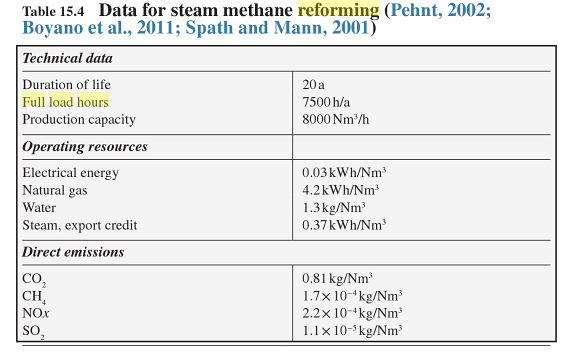 Table 15.4 Data for steam methane reforming (Pehnt, 2002;
Boyano et al., 2011; Spath and Mann, 2001)
Technical data
Duration of life 20 a
Full load hours 7500 h/a
Production capacity 8000 Nm³/h
Operating resources
Electrical energy 0.03 kWh/Nm³
Natural gas 4.2 kWh/Nm³
Water 1.3 kg/Nm³
Steam, export credit 0.37 kWh/Nm³
Direct emissions
CO₂ 0.81 kg/Nm³
CH₄ 1.7 × 10⁻⁴ kg/Nm³
NOx 2.2 × 10⁻⁴ kg/Nm³
SO₂ 1.1 × 10⁻⁵ kg/Nm³